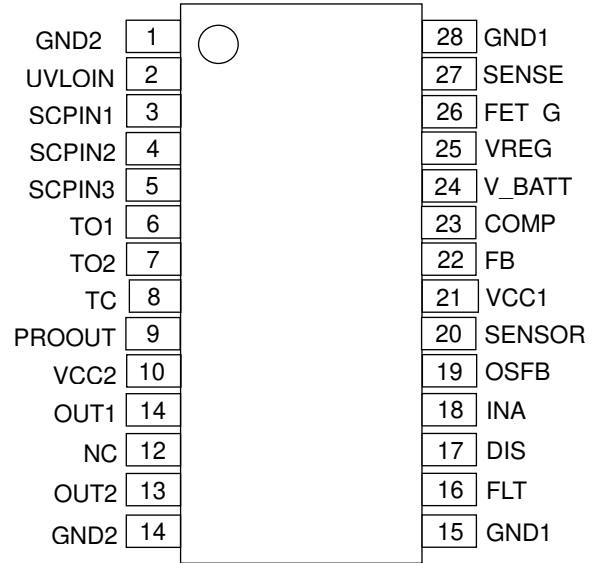 GND2 1 28 GND1
UVLOIN 2 27 SENSE
SCPIN1 3 26 FET G
SCPIN2 4 25 VREG
SCPIN3 5 24 V_BATT
TO1 6 23 COMP
TO2 7 22 FB
TC 8 21 VCC1
PROOUT 9 20 SENSOR
VCC2 10 19 OSFB
OUT1 14 18 INA
NC 12 17 DIS
OUT2 13 16 FLT
GND2 14 15 GND1